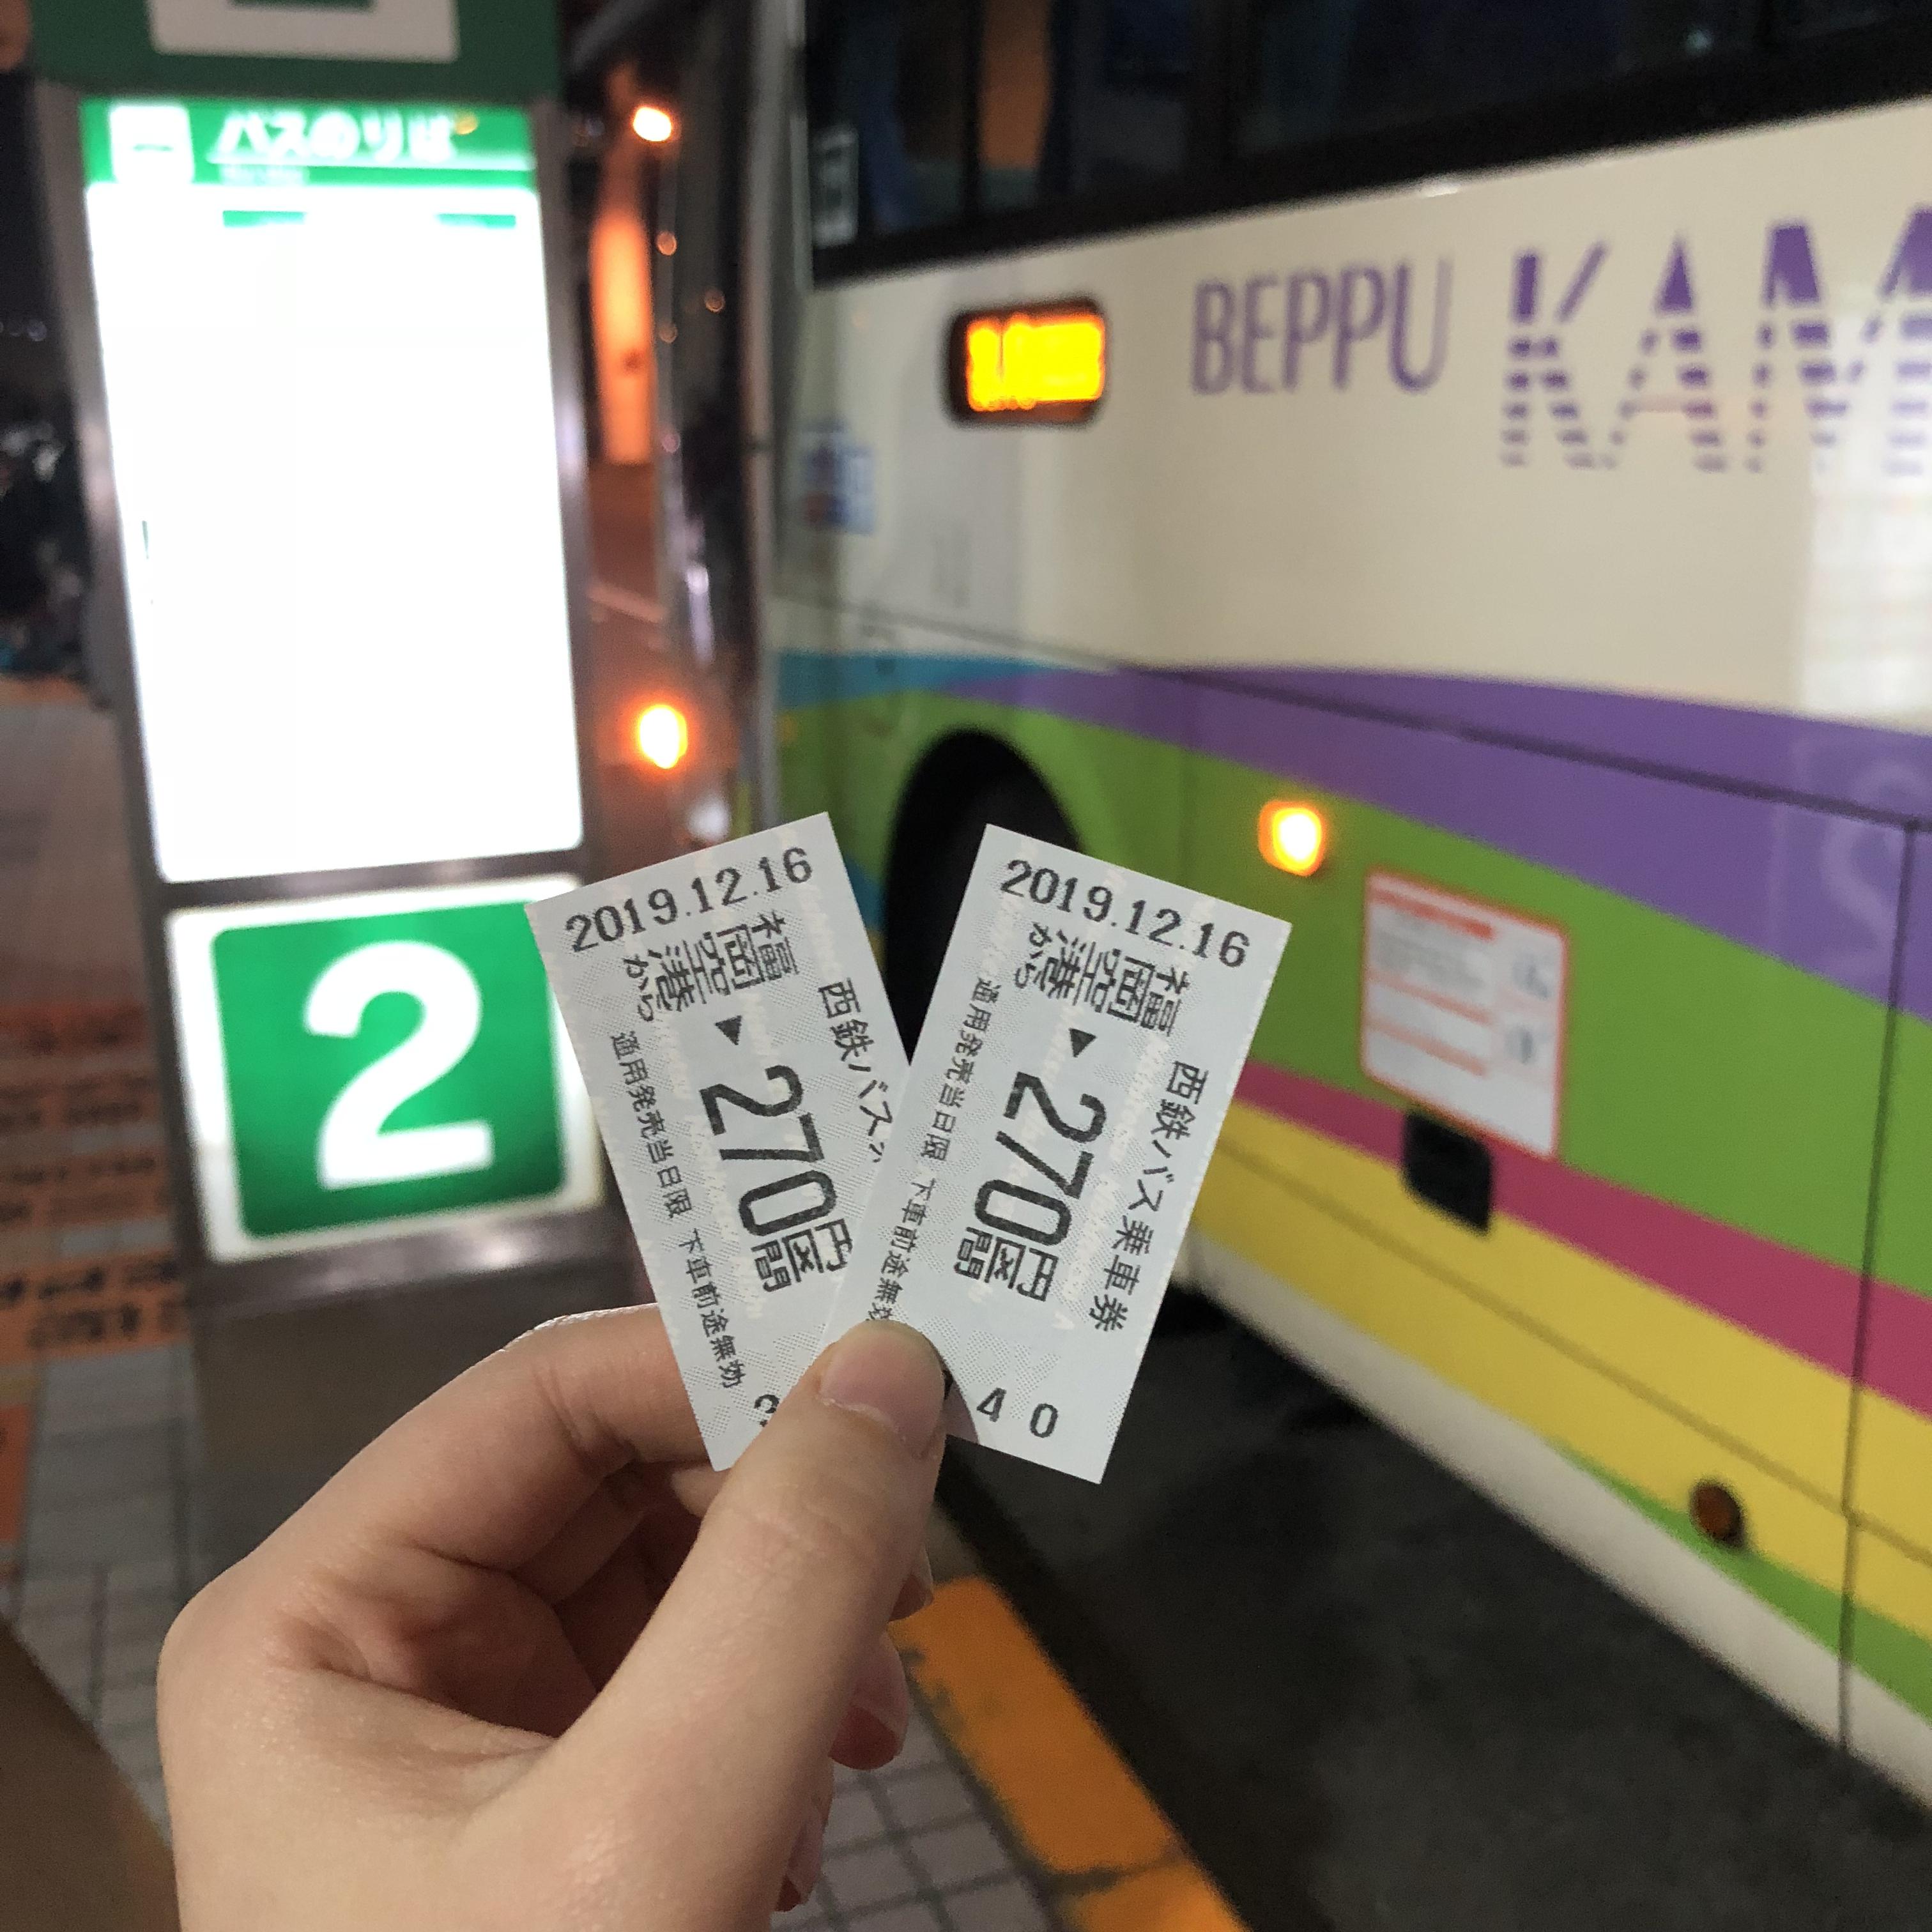 バスのりば
BEPPU KAM
2
2019.12.16
西鉄バス
福岡空港から▶270円区間
通用発売当日限 下車前途無効
2019.12.16
西鉄バス乗車券
福岡空港から▶270円区間
通用発売当日限 下車前途無効
40